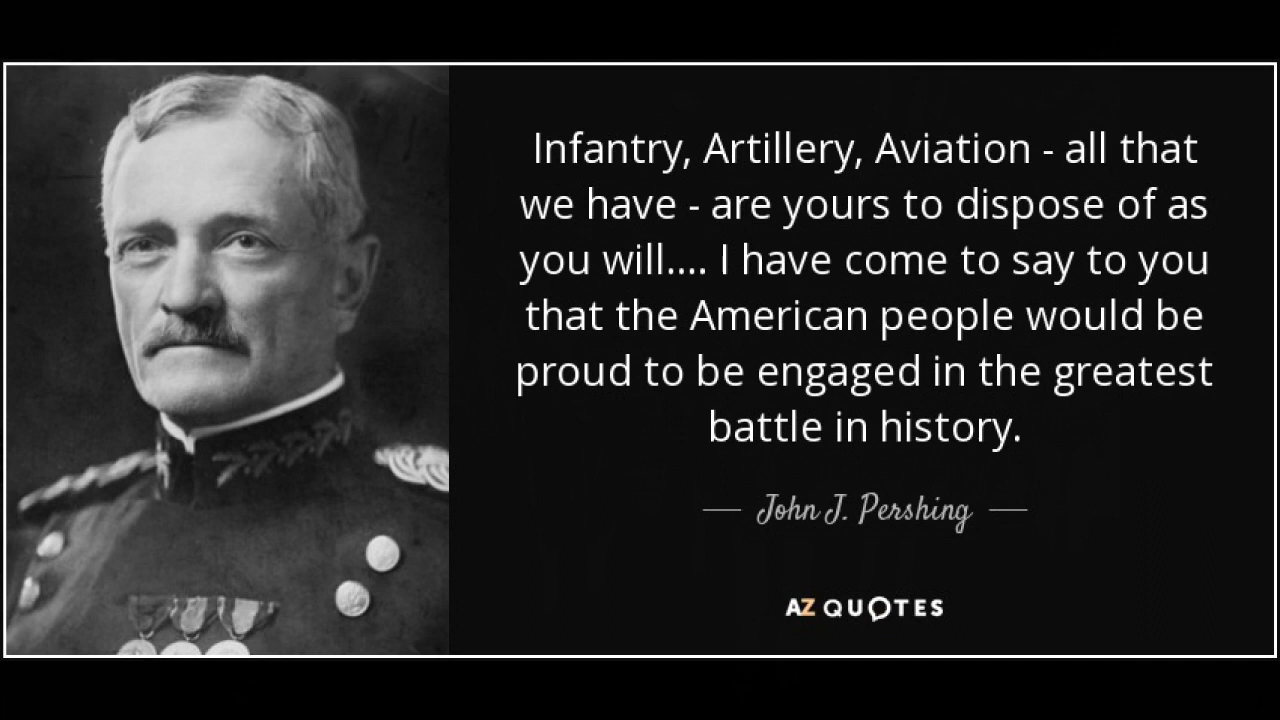 Infantry, Artillery, Aviation - all that
we have - are yours to dispose of as
you will.... I have come to say to you
that the American people would be
proud to be engaged in the greatest
battle in history.
John J. Pershing
AZ QUOTES